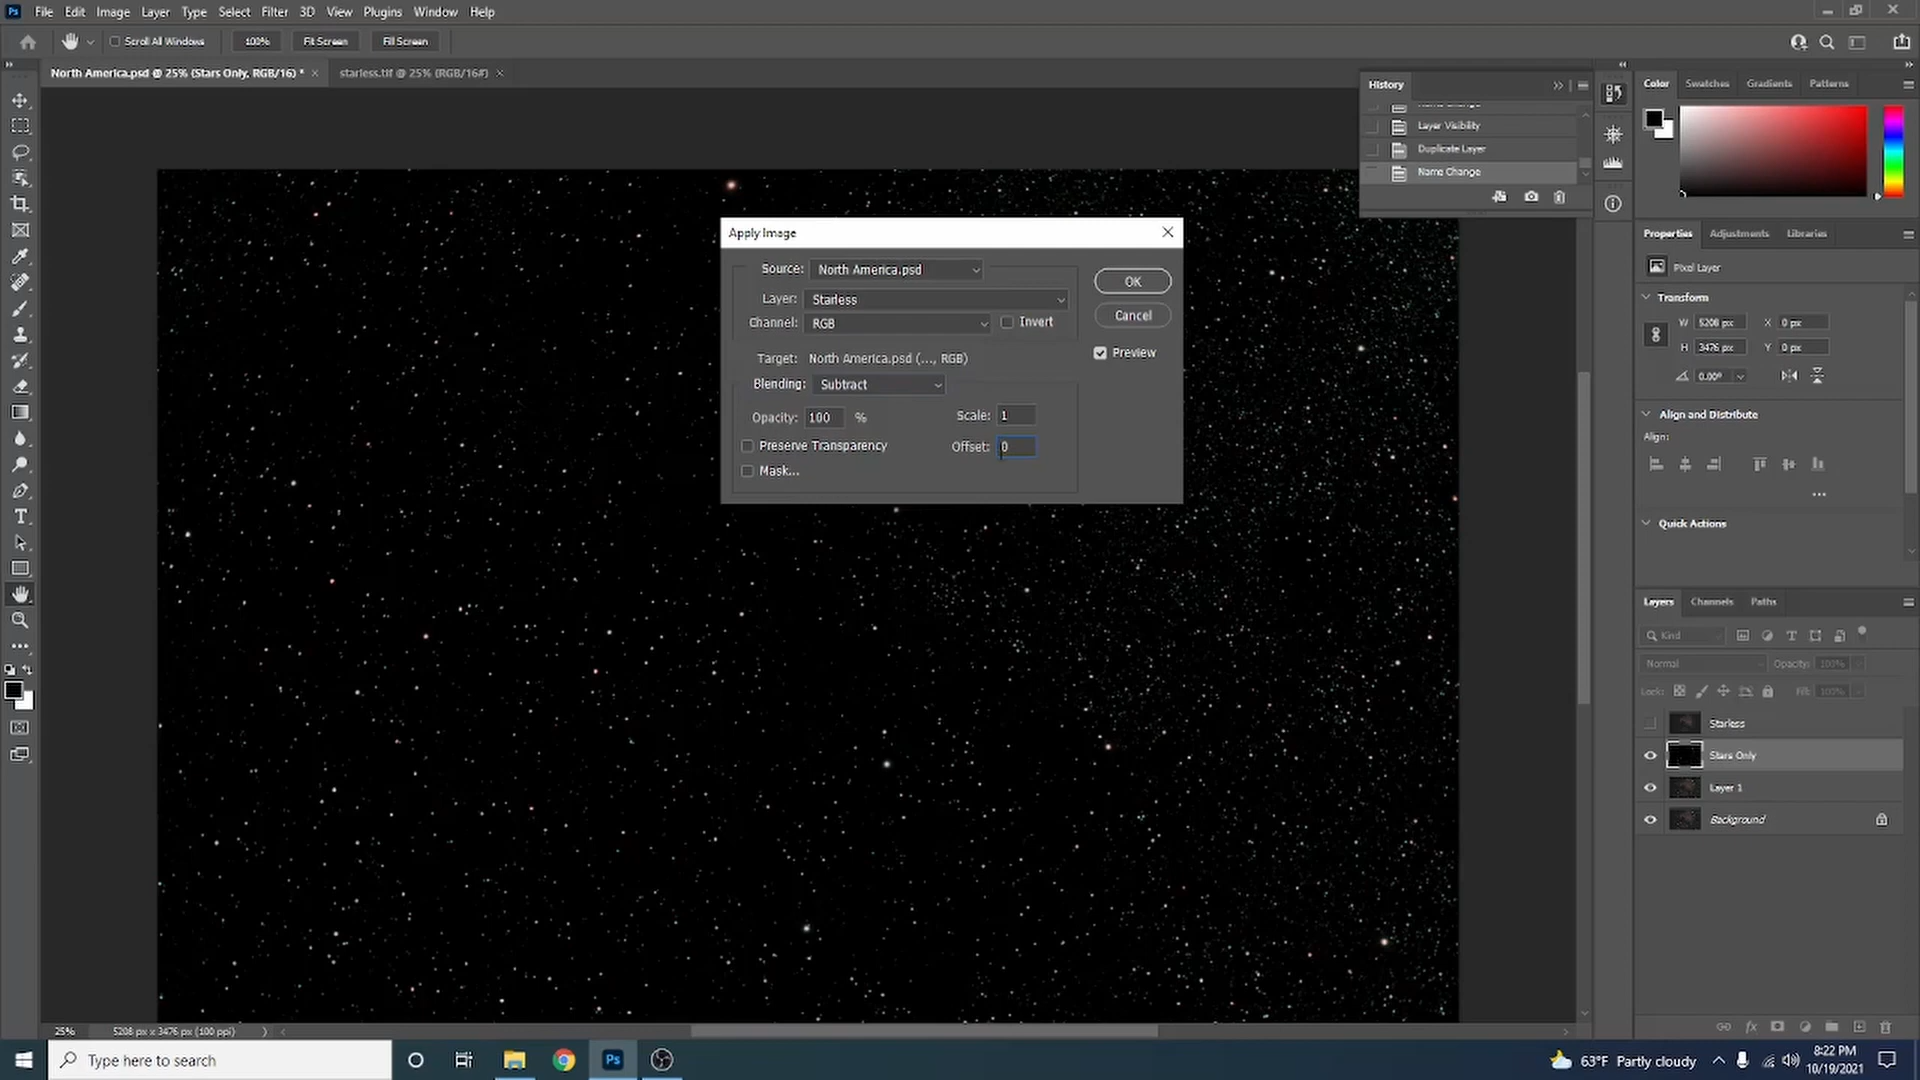 Ps File Edit Image Layer Type Select Filter 3D View Plugins Window Help
Scroll All Windows 100% Fit Screen Fill Screen
North America.psd @ 25% (Stars Only, RGB/16) * ×
starless.tif @ 25% (RGB/16#) ×
History
Layer Visibility
Duplicate Layer
Name Change
Color Swatches Gradients Patterns
Apply Image
Source: North America.psd
OK
Layer: Starless
Cancel
Channel: RGB
Invert
Target: North America.psd (..., RGB)
Preview
Blending: Subtract
Opacity: 100 %
Scale: 1
Preserve Transparency
Offset: 0
Mask...
Properties Adjustments Libraries
Pixel Layer
Transform
W 5208 px X 0 px
H 3476 px Y 0 px
0.00°
Align and Distribute
Align:
...
Quick Actions
Layers Channels Paths
Kind
Normal Opacity: 100%
Lock: Fill: 100%
Starless
Stars Only
Layer 1
Background
25% 5208 px x 3476 px (100 ppi)
Type here to search
Ps
63°F Partly cloudy
8:22 PM
10/19/2021